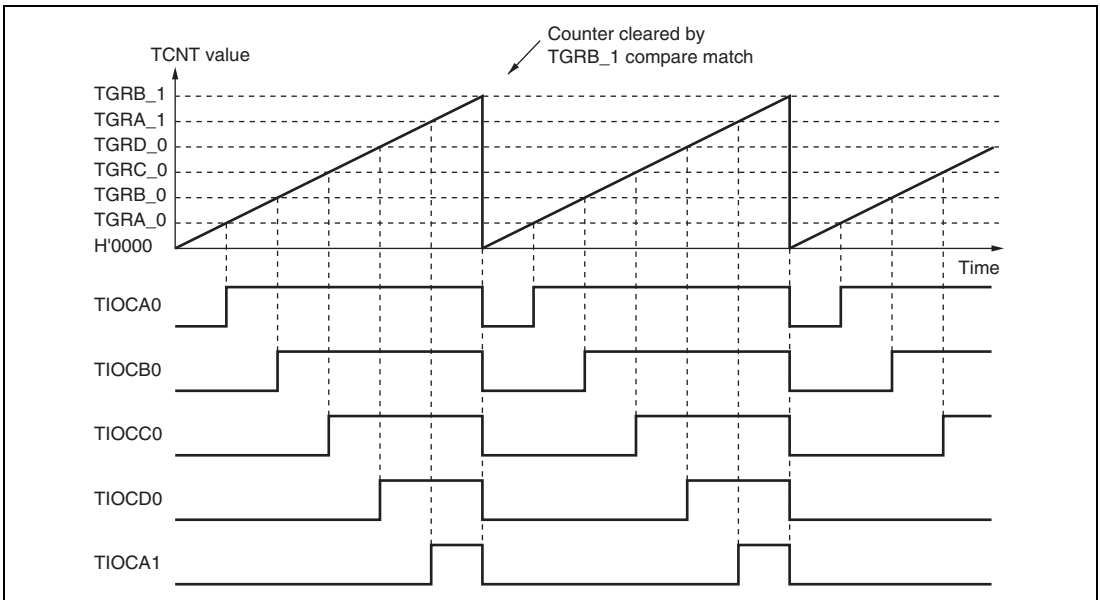 Counter cleared by
TGRB_1 compare match
TCNT value
TGRB_1
TGRA_1
TGRD_0
TGRC_0
TGRB_0
TGRA_0
H'0000
Time
TIOCA0
TIOCB0
TIOCC0
TIOCD0
TIOCA1